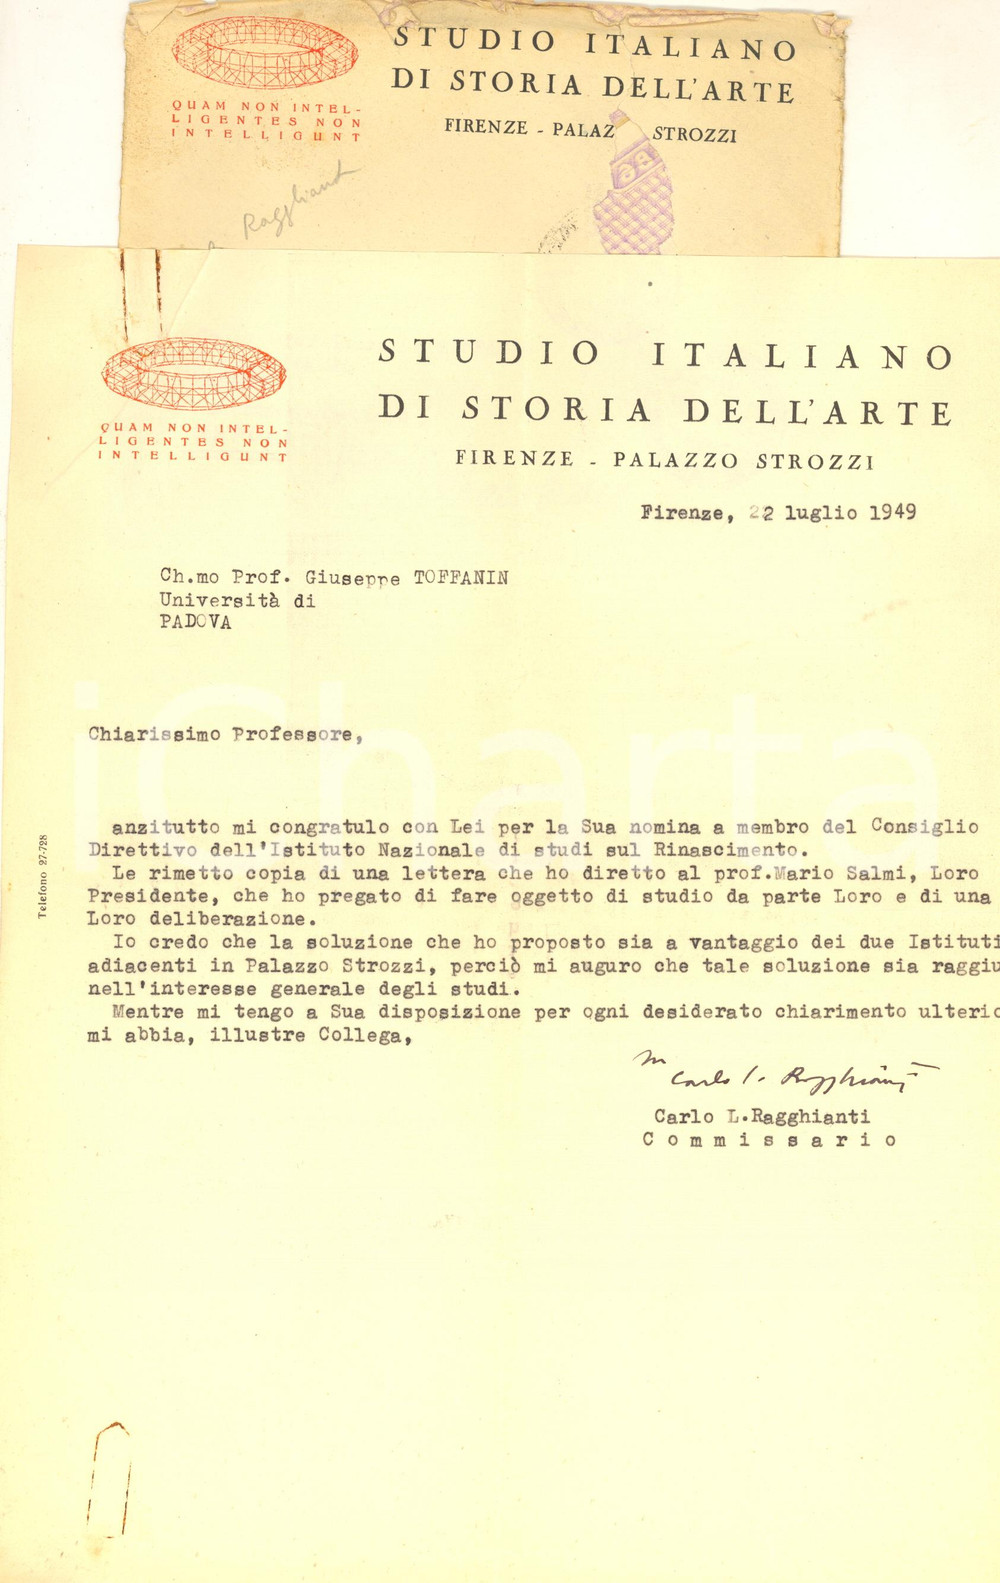 STUDIO ITALIANO
DI STORIA DELL'ARTE
FIRENZE - PALAZ STROZZI
QUAM NON INTEL-
LIGENTES NON
INTELLIGUNT
Ragghianti
STUDIO ITALIANO
DI STORIA DELL'ARTE
FIRENZE - PALAZZO STROZZI
QUAM NON INTEL-
LIGENTES NON
INTELLIGUNT
Firenze, 22 luglio 1949
Ch.mo Prof. Giuseppe TOFFANIN
Università di
PADOVA
Chiarissimo Professore,
anzitutto mi congratulo con Lei per la Sua nomina a membro del Consiglio
Direttivo dell'Istituto Nazionale di studi sul Rinascimento.
Le rimetto copia di una lettera che ho diretto al prof.Mario Salmi, Loro
Presidente, che ho pregato di fare oggetto di studio da parte Loro e di una
Loro deliberazione.
Io credo che la soluzione che ho proposto sia a vantaggio dei due Istituti
adiacenti in Palazzo Strozzi, perciò mi auguro che tale soluzione sia raggiu
nell'interesse generale degli studi.
Mentre mi tengo a Sua disposizione per ogni desiderato chiarimento ulterio
mi abbia, illustre Collega,
Carlo L. Ragghianti
Carlo L.Ragghianti
Commissario
Telefono 27-728
iCharta